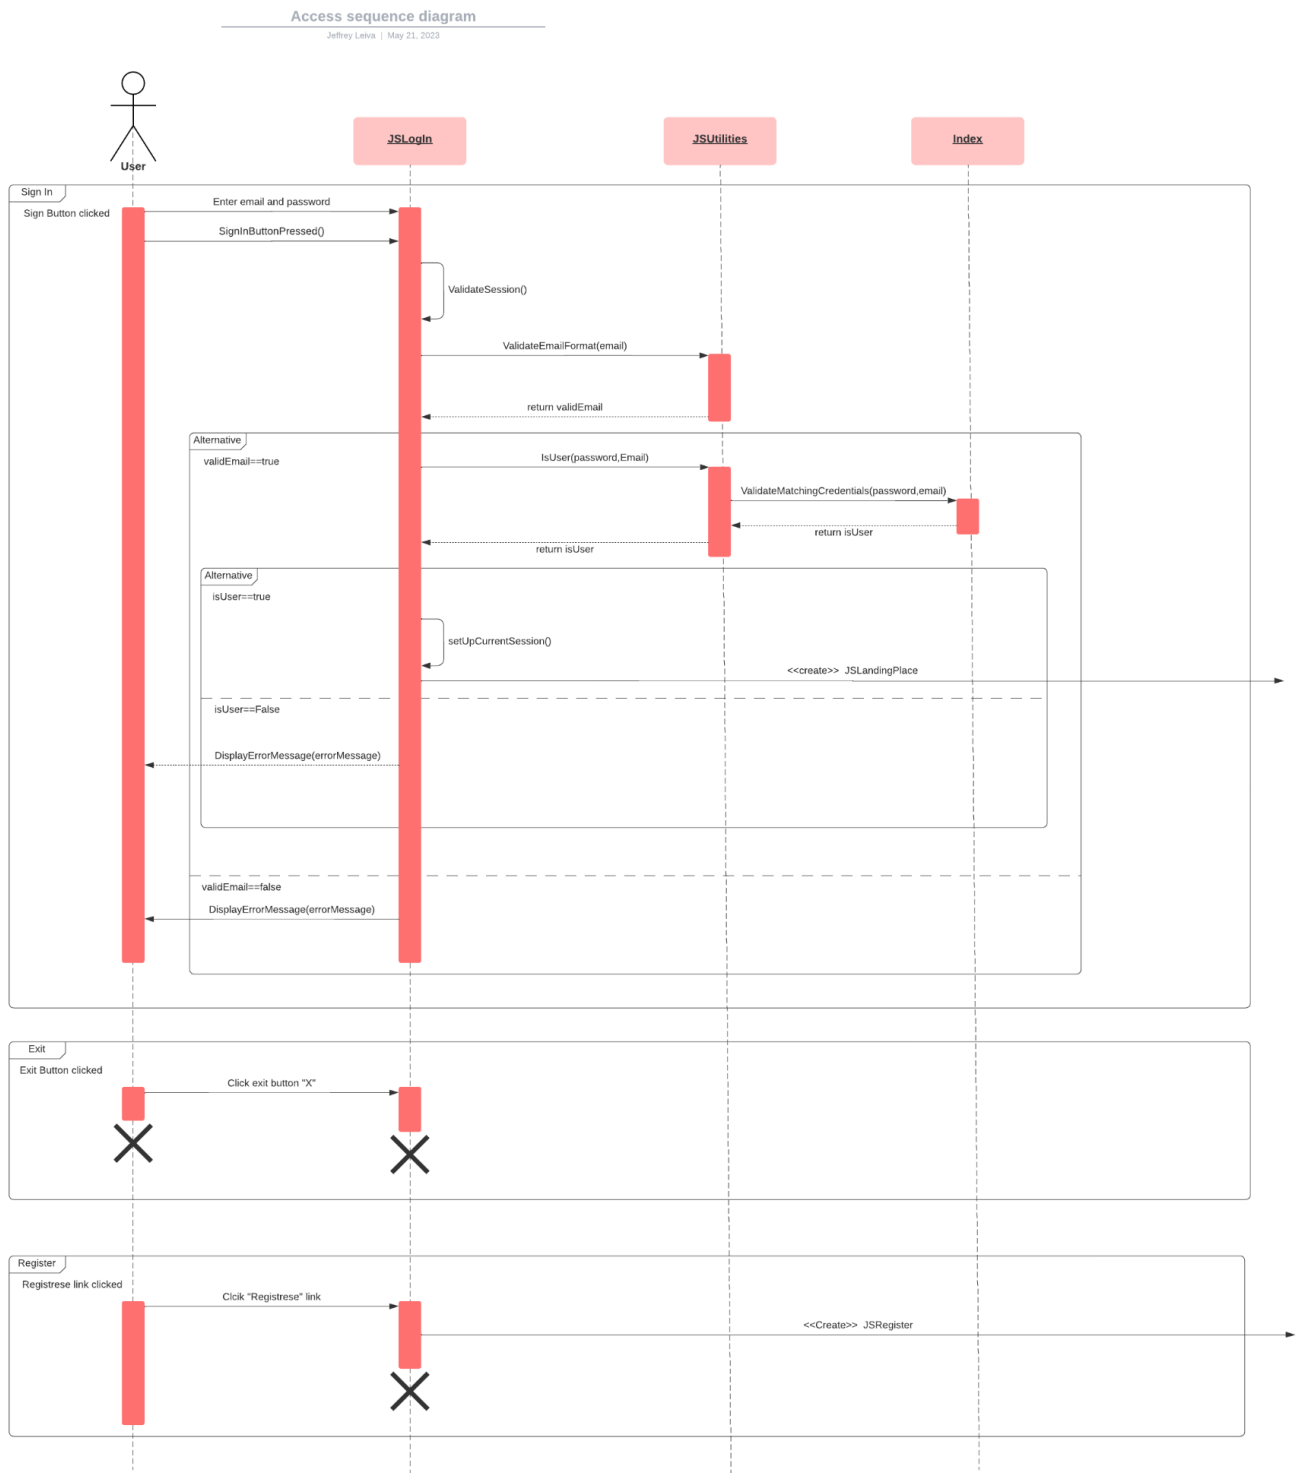 Access sequence diagram
Jeffrey Leiva | May 21, 2023
User
JSLogIn
JSUtilities
Index
Sign In
Sign Button clicked
Enter email and password
SignInButtonPressed()
ValidateSession()
ValidateEmailFormat(email)
return validEmail
Alternative
validEmail==true
IsUser(password,Email)
ValidateMatchingCredentials(password,email)
return isUser
return isUser
Alternative
isUser==true
setUpCurrentSession()
<<create>> JSLandingPlace
isUser==False
DisplayErrorMessage(errorMessage)
validEmail==false
DisplayErrorMessage(errorMessage)
Exit
Exit Button clicked
Click exit button "X"
Register
Registrese link clicked
Clcik "Registrese" link
<<Create>> JSRegister